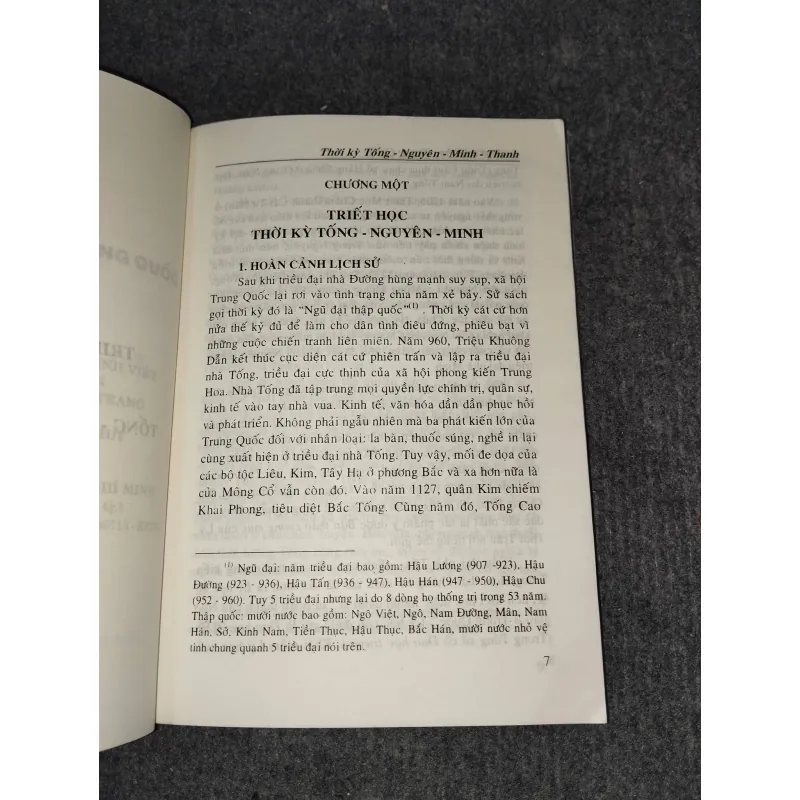 Thời kỳ Tống - Nguyên - Minh - Thanh
CHƯƠNG MỘT
TRIẾT HỌC
THỜI KỲ TỐNG - NGUYÊN - MINH
1. HOÀN CẢNH LỊCH SỬ
Sau khi triều đại nhà Đường hùng mạnh suy sụp, xã hội
Trung Quốc lại rơi vào tình trạng chia năm xẻ bảy. Sử sách
gọi thời kỳ đó là "Ngũ đại thập quốc"(1) . Thời kỳ cát cứ hơn
nửa thế kỷ đủ để làm cho dân tình điêu đứng, phiêu bạt vì
những cuộc chiến tranh liên miên. Năm 960, Triệu Khuông
Dẫn kết thúc cục diện cát cứ phiên trấn và lập ra triều đại
nhà Tống, triều đại cực thịnh của xã hội phong kiến Trung
Hoa. Nhà Tống đã tập trung mọi quyền lực chính trị, quân sự,
kinh tế vào tay nhà vua. Kinh tế, văn hóa dần dần phục hồi
và phát triển. Không phải ngẫu nhiên mà ba phát kiến lớn của
Trung Quốc đối với nhân loại: la bàn, thuốc súng, nghề in lại
cùng xuất hiện ở triều đại nhà Tống. Tuy vậy, mối đe dọa của
các bộ tộc Liêu, Kim, Tây Hạ ở phương Bắc và xa hơn nữa là
của Mông Cổ vẫn còn đó. Vào năm 1127, quân Kim chiếm
Khai Phong, tiêu diệt Bắc Tống. Cũng năm đó, Tống Cao
(1) Ngũ đại: năm triều đại bao gồm: Hậu Lương (907 -923), Hậu
Đường (923 - 936), Hậu Tấn (936 - 947), Hậu Hán (947 - 950), Hậu Chu
(952 - 960). Tuy 5 triều đại nhưng lại do 8 dòng họ thống trị trong 53 năm.
Thập quốc: mười nước bao gồm: Ngô Việt, Ngô, Nam Đường, Mân, Nam
Hán, Sở, Kinh Nam, Tiền Thục, Hậu Thục, Bắc Hán, mười nước nhỏ vệ
tinh chung quanh 5 triều đại nói trên.
7